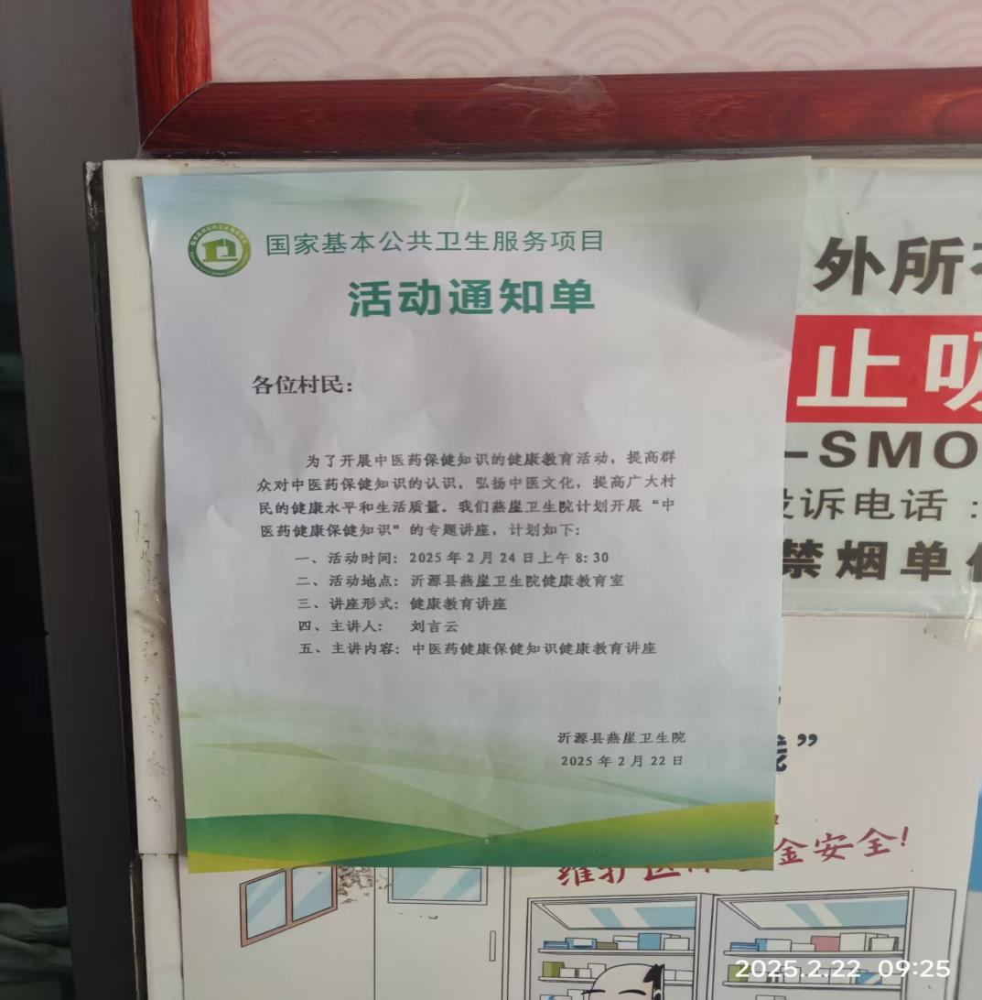 国家基本公共卫生服务项目
活动通知单
各位村民：
为了开展中医药保健知识的健康教育活动，提高群
众对中医药保健知识的认识，弘扬中医文化，提高广大村
民的健康水平和生活质量。我们燕崖卫生院计划开展“中
医药健康保健知识”的专题讲座，计划如下：
一、活动时间：2025 年 2 月 24 日上午 8：30
二、活动地点：沂源县燕崖卫生院健康教育室
三、讲座形式：健康教育讲座
四、主讲人： 刘言云
五、主讲内容：中医药健康保健知识健康教育讲座
沂源县燕崖卫生院
2025 年 2 月 22 日
外所
止吸
-SMO
诉电话：
禁烟单
”
金安全！
2025.2.22 09:25